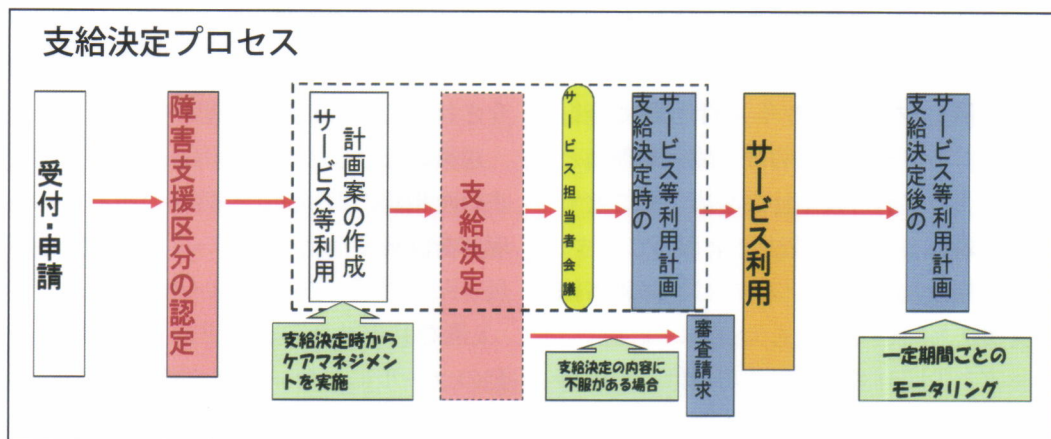 支給決定プロセス
受付・申請
障害支援区分の認定
サービス等利用
計画案の作成
支給決定時から
ケアマネジメン
トを実施
支給決定
サービス担当者会議
支給決定時の
サービス等利用計画
支給決定の内容に
不服がある場合
審査請求
サービス利用
支給決定後の
サービス等利用計画
一定期間ごとの
モニタリング